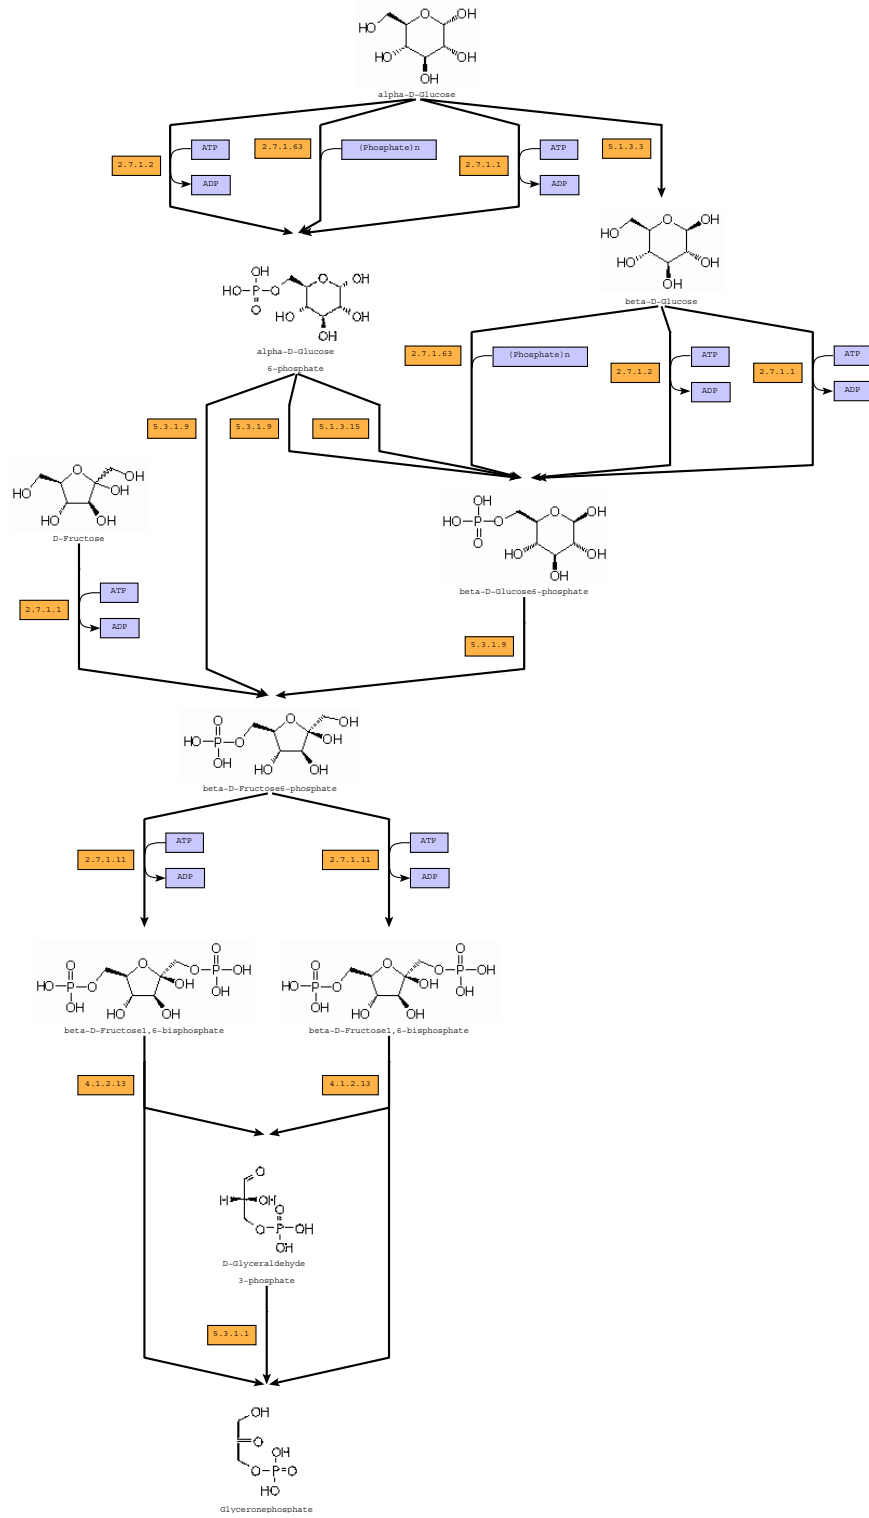 O OH
HO
HO OH
OH
alpha-D-Glucose
2.7.1.2
ATP
ADP
2.7.1.63
(Phosphate)n
2.7.1.1
ATP
ADP
5.1.3.3
O OH
HO
HO OH
OH
beta-D-Glucose
OH
HO-P-O
O
O OH
HO OH
OH
alpha-D-Glucose
6-phosphate
2.7.1.63
(Phosphate)n
2.7.1.2
ATP
ADP
2.7.1.1
ATP
ADP
5.3.1.9
5.3.1.9
5.1.3.15
O OH
HO OH
HO OH
D-Fructose
OH
HO-P-O
O
O OH
HO OH
OH
beta-D-Glucose6-phosphate
2.7.1.1
ATP
ADP
5.3.1.9
O
HO-P-O
OH
O OH
OH
HO OH
beta-D-Fructose6-phosphate
2.7.1.11
ATP
ADP
2.7.1.11
ATP
ADP
O
HO-P-O
OH
O
OH
HO OH
O
O-P-OH
OH
beta-D-Fructose1,6-bisphosphate
O
HO-P-O
OH
O
OH
HO OH
O
O-P-OH
OH
beta-D-Fructose1,6-bisphosphate
4.1.2.13
4.1.2.13
O
H OH
O
O-P-OH
OH
D-Glyceraldehyde
3-phosphate
5.3.1.1
OH
=O
OH
O-P=O
HO
Glyceronephosphate